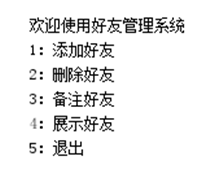 欢迎使用好友管理系统
1: 添加好友
2: 删除好友
3: 备注好友
4: 展示好友
5: 退出